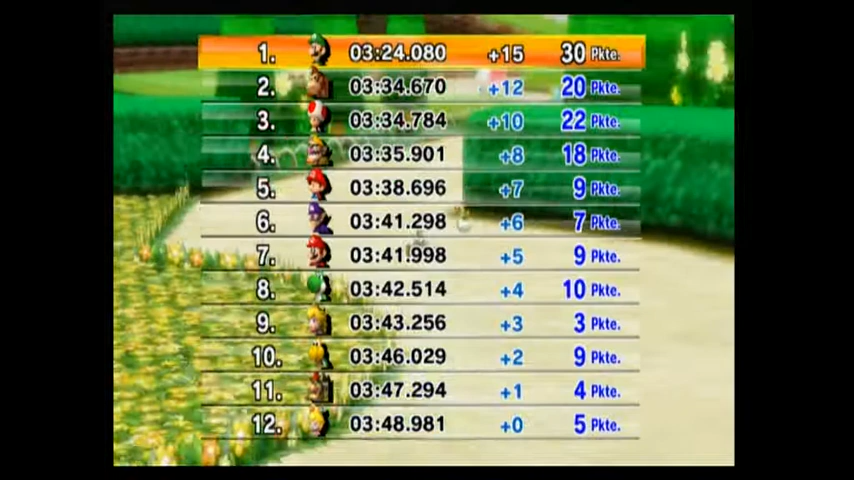 1. 03:24.080 +15 30 Pkte.
2. 03:34.670 +12 20 Pkte.
3. 03:34.784 +10 22 Pkte.
4. 03:35.901 +8 18 Pkte.
5. 03:38.696 +7 9 Pkte.
6. 03:41.298 +6 7 Pkte.
7. 03:41.998 +5 9 Pkte.
8. 03:42.514 +4 10 Pkte.
9. 03:43.256 +3 3 Pkte.
10. 03:46.029 +2 9 Pkte.
11. 03:47.294 +1 4 Pkte.
12. 03:48.981 +0 5 Pkte.